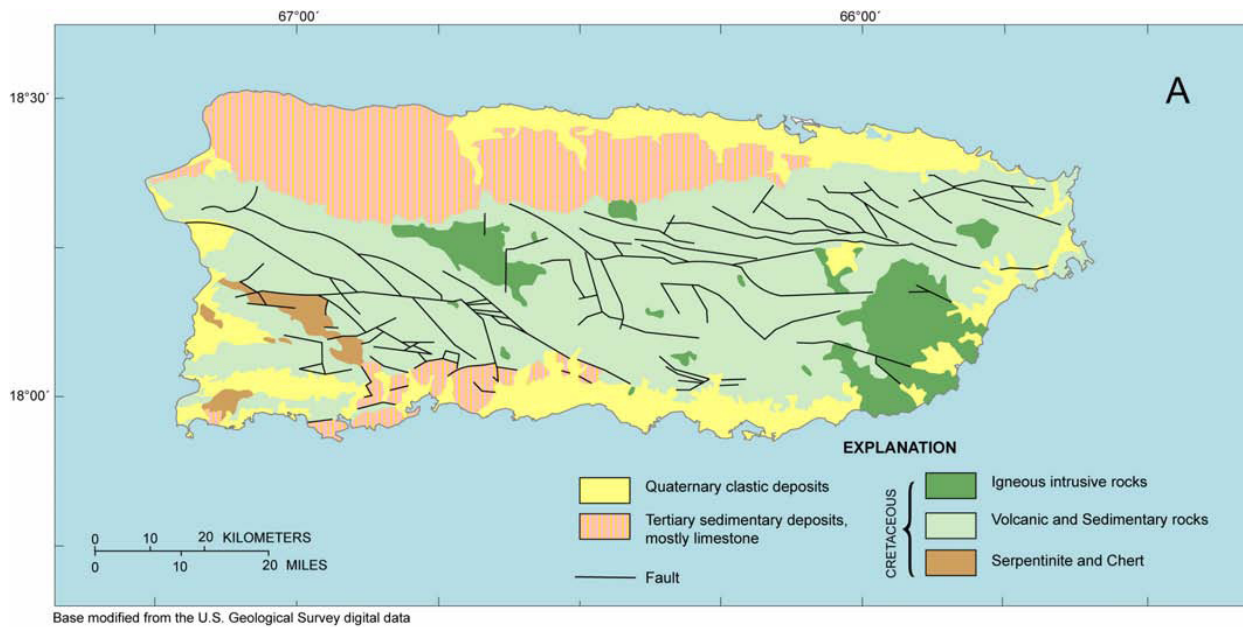 67°00´ 66°00´
18°30´
A
18°00´
EXPLANATION
Quaternary clastic deposits
Tertiary sedimentary deposits,
mostly limestone
Fault
CRETACEOUS
Igneous intrusive rocks
Volcanic and Sedimentary rocks
Serpentinite and Chert
0 10 20 KILOMETERS
0 10 20 MILES
Base modified from the U.S. Geological Survey digital data